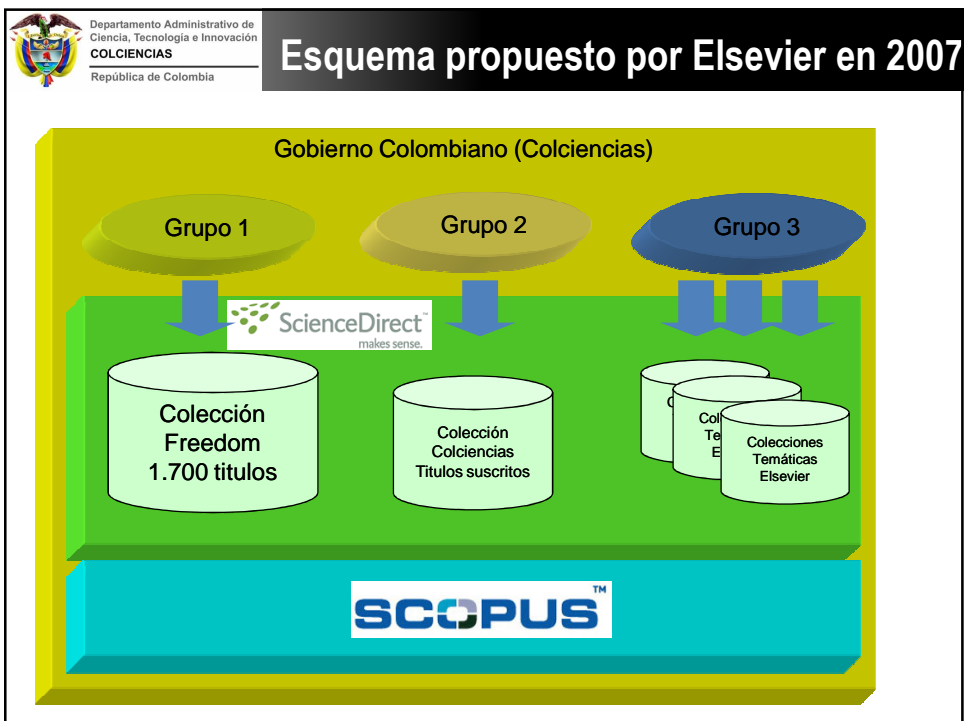 Departamento Administrativo de
Ciencia, Tecnología e Innovación
COLCIENCIAS
República de Colombia
Esquema propuesto por Elsevier en 2007
Gobierno Colombiano (Colciencias)
Grupo 1
Grupo 2
Grupo 3
ScienceDirect™
makes sense.
Colección
Freedom
1.700 titulos
Colección
Colciencias
Titulos suscritos
Colecciones
Temáticas
Elsevier
SCOPUS™